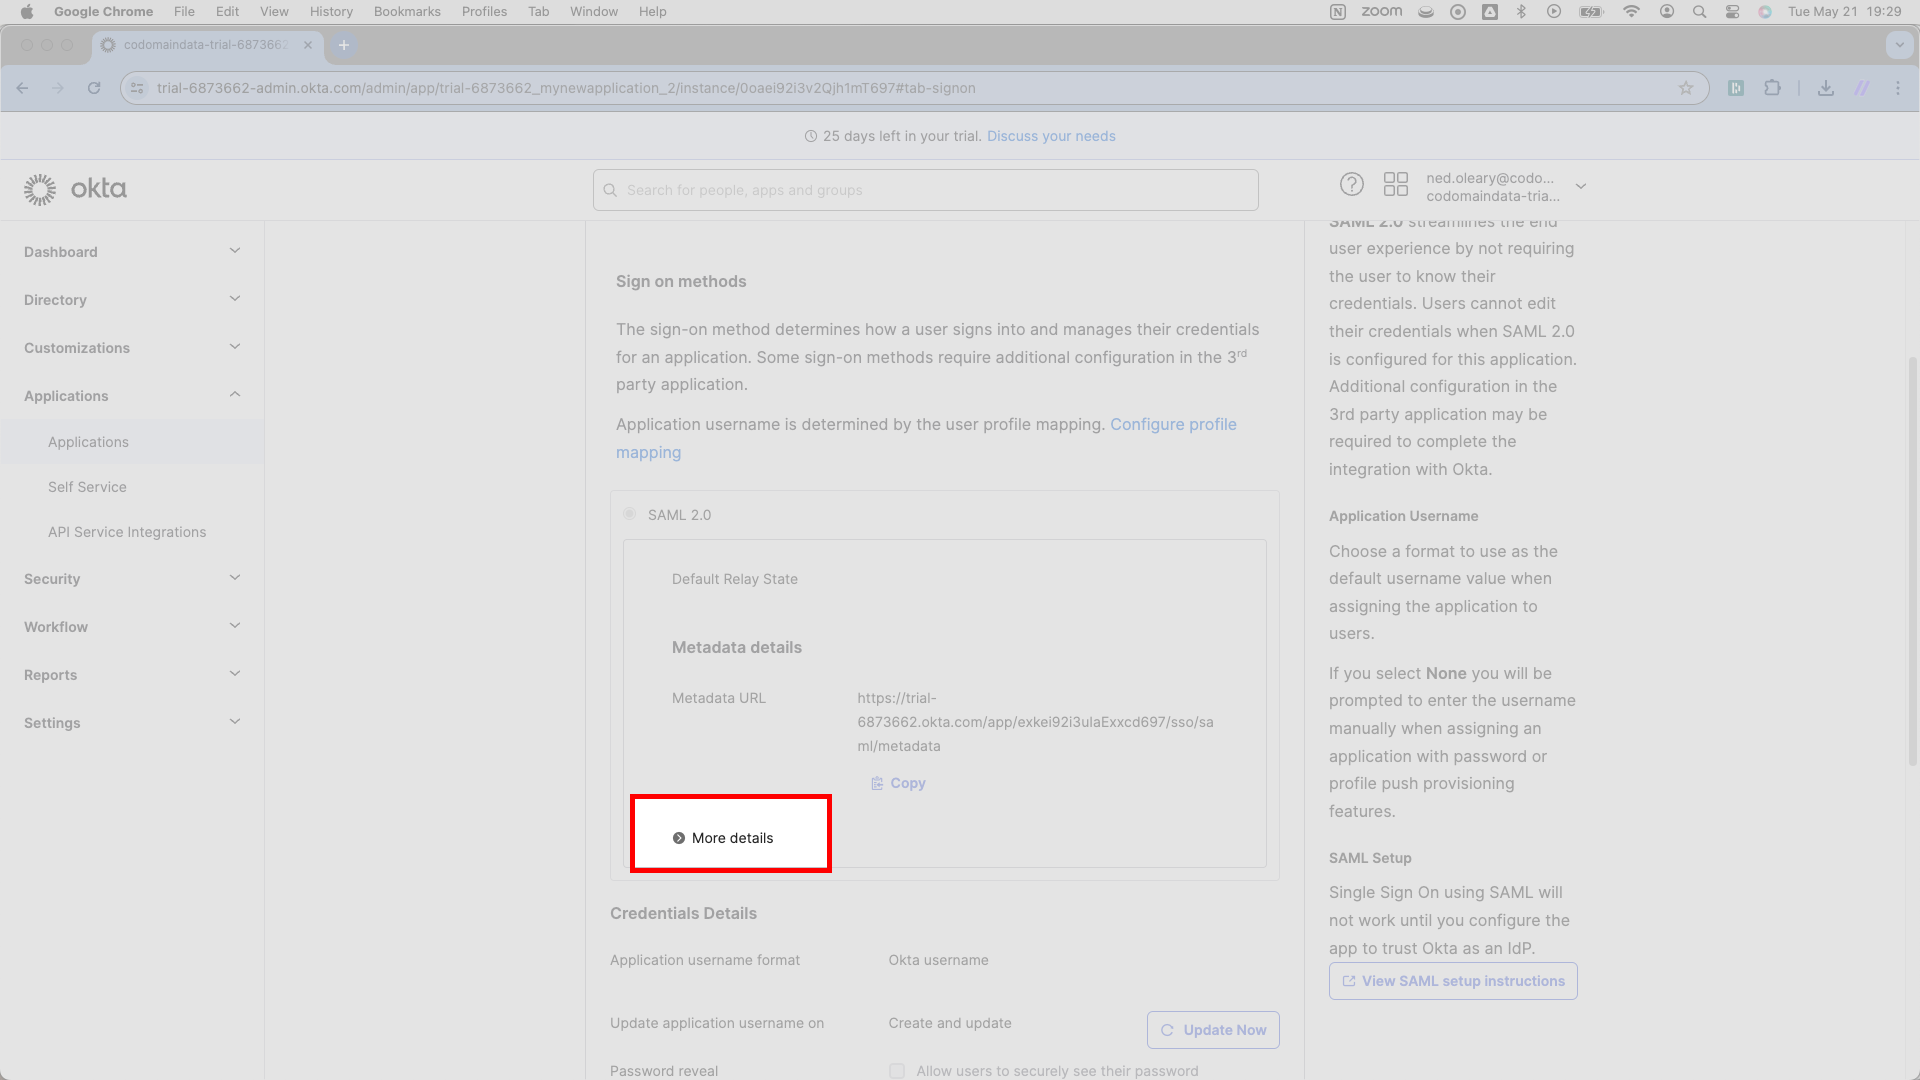 Google Chrome File Edit View History Bookmarks Profiles Tab Window Help
zoom
Tue May 21 19:29
codomaindata-trial-6873662
trial-6873662-admin.okta.com/admin/app/trial-6873662_mynewapplication_2/instance/0oaei92i3v2Qjh1mT697#tab-signon
25 days left in your trial. Discuss your needs
okta
Search for people, apps and groups
ned.oleary@codo...
codomaindata-tria...
Dashboard
Directory
Customizations
Applications
Applications
Self Service
API Service Integrations
Security
Workflow
Reports
Settings
Sign on methods
The sign-on method determines how a user signs into and manages their credentials
for an application. Some sign-on methods require additional configuration in the 3rd
party application.
Application username is determined by the user profile mapping. Configure profile
mapping
SAML 2.0
Default Relay State
Metadata details
Metadata URL
https://trial-
6873662.okta.com/app/exkei92i3ulaExxcd697/sso/sa
ml/metadata
Copy
More details
Credentials Details
Application username format
Okta username
Update application username on
Create and update
Update Now
Password reveal
Allow users to securely see their password
SAML 2.0 streamlines the end
user experience by not requiring
the user to know their
credentials. Users cannot edit
their credentials when SAML 2.0
is configured for this application.
Additional configuration in the
3rd party application may be
required to complete the
integration with Okta.
Application Username
Choose a format to use as the
default username value when
assigning the application to
users.
If you select None you will be
prompted to enter the username
manually when assigning an
application with password or
profile push provisioning
features.
SAML Setup
Single Sign On using SAML will
not work until you configure the
app to trust Okta as an IdP.
View SAML setup instructions